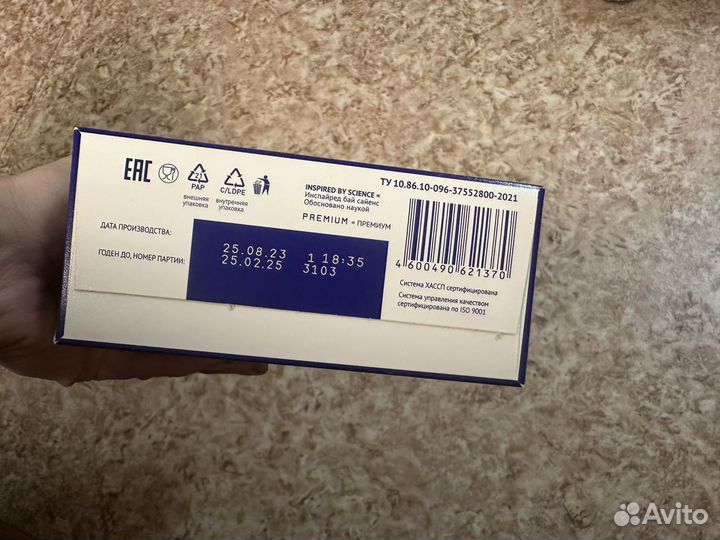 EAC
21
PAP
внешняя
упаковка
C/LDPE
внутренняя
упаковка
INSPIRED BY SCIENCE =
Инспайред бай сайенс
Обосновано наукой
PREMIUM = ПРЕМИУМ
ТУ 10.86.10-096-37552800-2021
ДАТА ПРОИЗВОДСТВА:
25.08.23 1 18:35
ГОДЕН ДО, НОМЕР ПАРТИИ:
25.02.25 3103
4 600490 621370
Система ХАССП сертифицирована
Система управления качеством
сертифицирована по ISO 9001
Avito